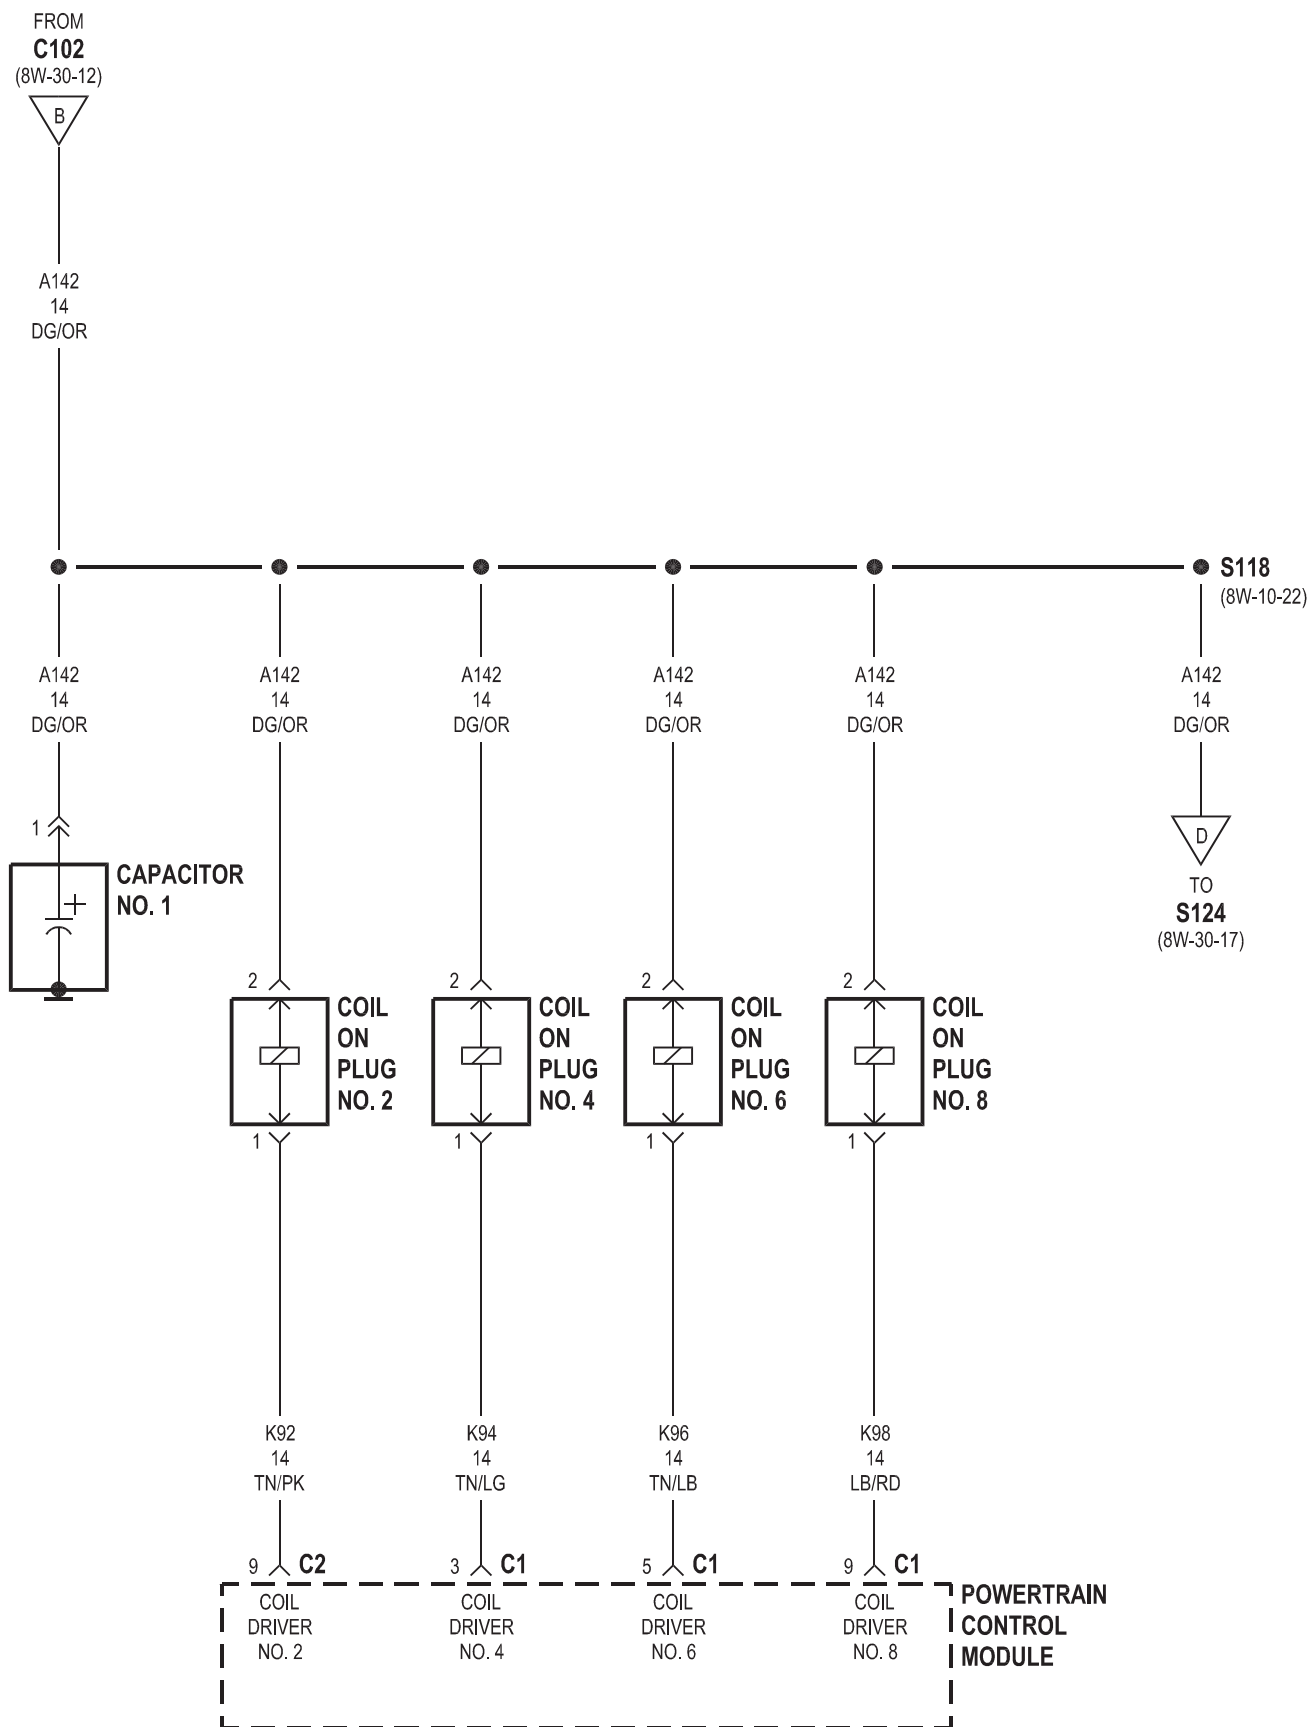 FROM
C102
(8W-30-12)
B
A142
14
DG/OR
S118
(8W-10-22)
A142
14
DG/OR
A142
14
DG/OR
A142
14
DG/OR
A142
14
DG/OR
A142
14
DG/OR
A142
14
DG/OR
1
CAPACITOR
NO. 1
+
D
TO
S124
(8W-30-17)
2
COIL
ON
PLUG
NO. 2
1
2
COIL
ON
PLUG
NO. 4
1
2
COIL
ON
PLUG
NO. 6
1
2
COIL
ON
PLUG
NO. 8
1
K92
14
TN/PK
K94
14
TN/LG
K96
14
TN/LB
K98
14
LB/RD
9 C2
3 C1
5 C1
9 C1
COIL
DRIVER
NO. 2
COIL
DRIVER
NO. 4
COIL
DRIVER
NO. 6
COIL
DRIVER
NO. 8
POWERTRAIN
CONTROL
MODULE